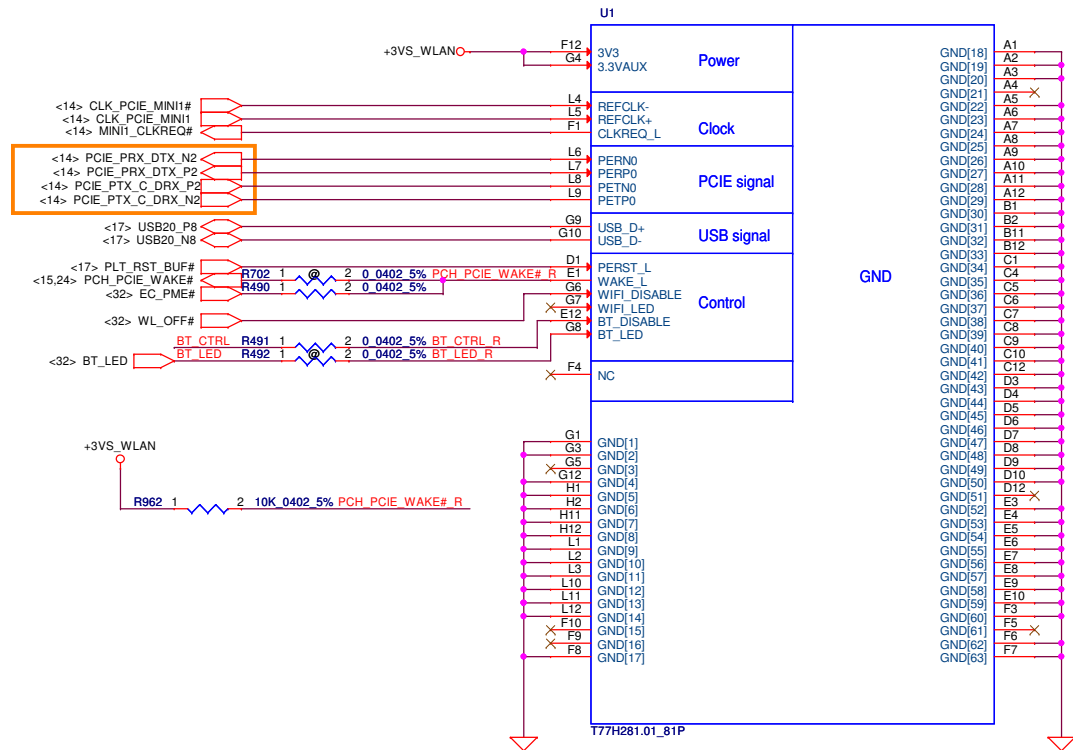 U1
+3VS_WLAN F12 3V3
G4 3.3VAUX
Power
<14> CLK_PCIE_MINI1# L4 REFCLK-
<14> CLK_PCIE_MINI1 L5 REFCLK+
<14> MINI1_CLKREQ# F1 CLKREQ_L
Clock
<14> PCIE_PRX_DTX_N2 L6 PERN0
<14> PCIE_PRX_DTX_P2 L7 PERP0
<14> PCIE_PTX_C_DRX_P2 L8 PETN0
<14> PCIE_PTX_C_DRX_N2 L9 PETP0
PCIE signal
<17> USB20_P8 G9 USB_D+
<17> USB20_N8 G10 USB_D-
USB signal
<17> PLT_RST_BUF# D1 PERST_L
<15,24> PCH_PCIE_WAKE# R702 1 @ 2 0_0402_5% PCH_PCIE_WAKE#_R E1 WAKE_L
<32> EC_PME# R490 1 2 0_0402_5% G6 WIFI_DISABLE
G7 WIFI_LED
<32> WL_OFF# E12 BT_DISABLE
G8 BT_LED
Control
BT_CTRL R491 1 2 0_0402_5% BT_CTRL_R
<32> BT_LED BT_LED R492 1 @ 2 0_0402_5% BT_LED_R
F4 NC
+3VS_WLAN
R962 1 2 10K_0402_5% PCH_PCIE_WAKE#_R
G1 GND[1]
G3 GND[2]
G5 GND[3]
G12 GND[4]
H1 GND[5]
H2 GND[6]
H11 GND[7]
H12 GND[8]
L1 GND[9]
L2 GND[10]
L3 GND[11]
L10 GND[12]
L11 GND[13]
L12 GND[14]
F10 GND[15]
F9 GND[16]
F8 GND[17]
GND
GND[18] A1
GND[19] A2
GND[20] A3
GND[21] A4
GND[22] A5
GND[23] A6
GND[24] A7
GND[25] A8
GND[26] A9
GND[27] A10
GND[28] A11
GND[29] A12
GND[30] B1
GND[31] B2
GND[32] B11
GND[33] B12
GND[34] C1
GND[35] C4
GND[36] C5
GND[37] C6
GND[38] C7
GND[39] C8
GND[40] C9
GND[41] C10
GND[42] C12
GND[43] D3
GND[44] D4
GND[45] D5
GND[46] D6
GND[47] D7
GND[48] D8
GND[49] D9
GND[50] D10
GND[51] D12
GND[52] E3
GND[53] E4
GND[54] E5
GND[55] E6
GND[56] E7
GND[57] E8
GND[58] E9
GND[59] E10
GND[60] F3
GND[61] F5
GND[62] F6
GND[63] F7
T77H281.01_81P